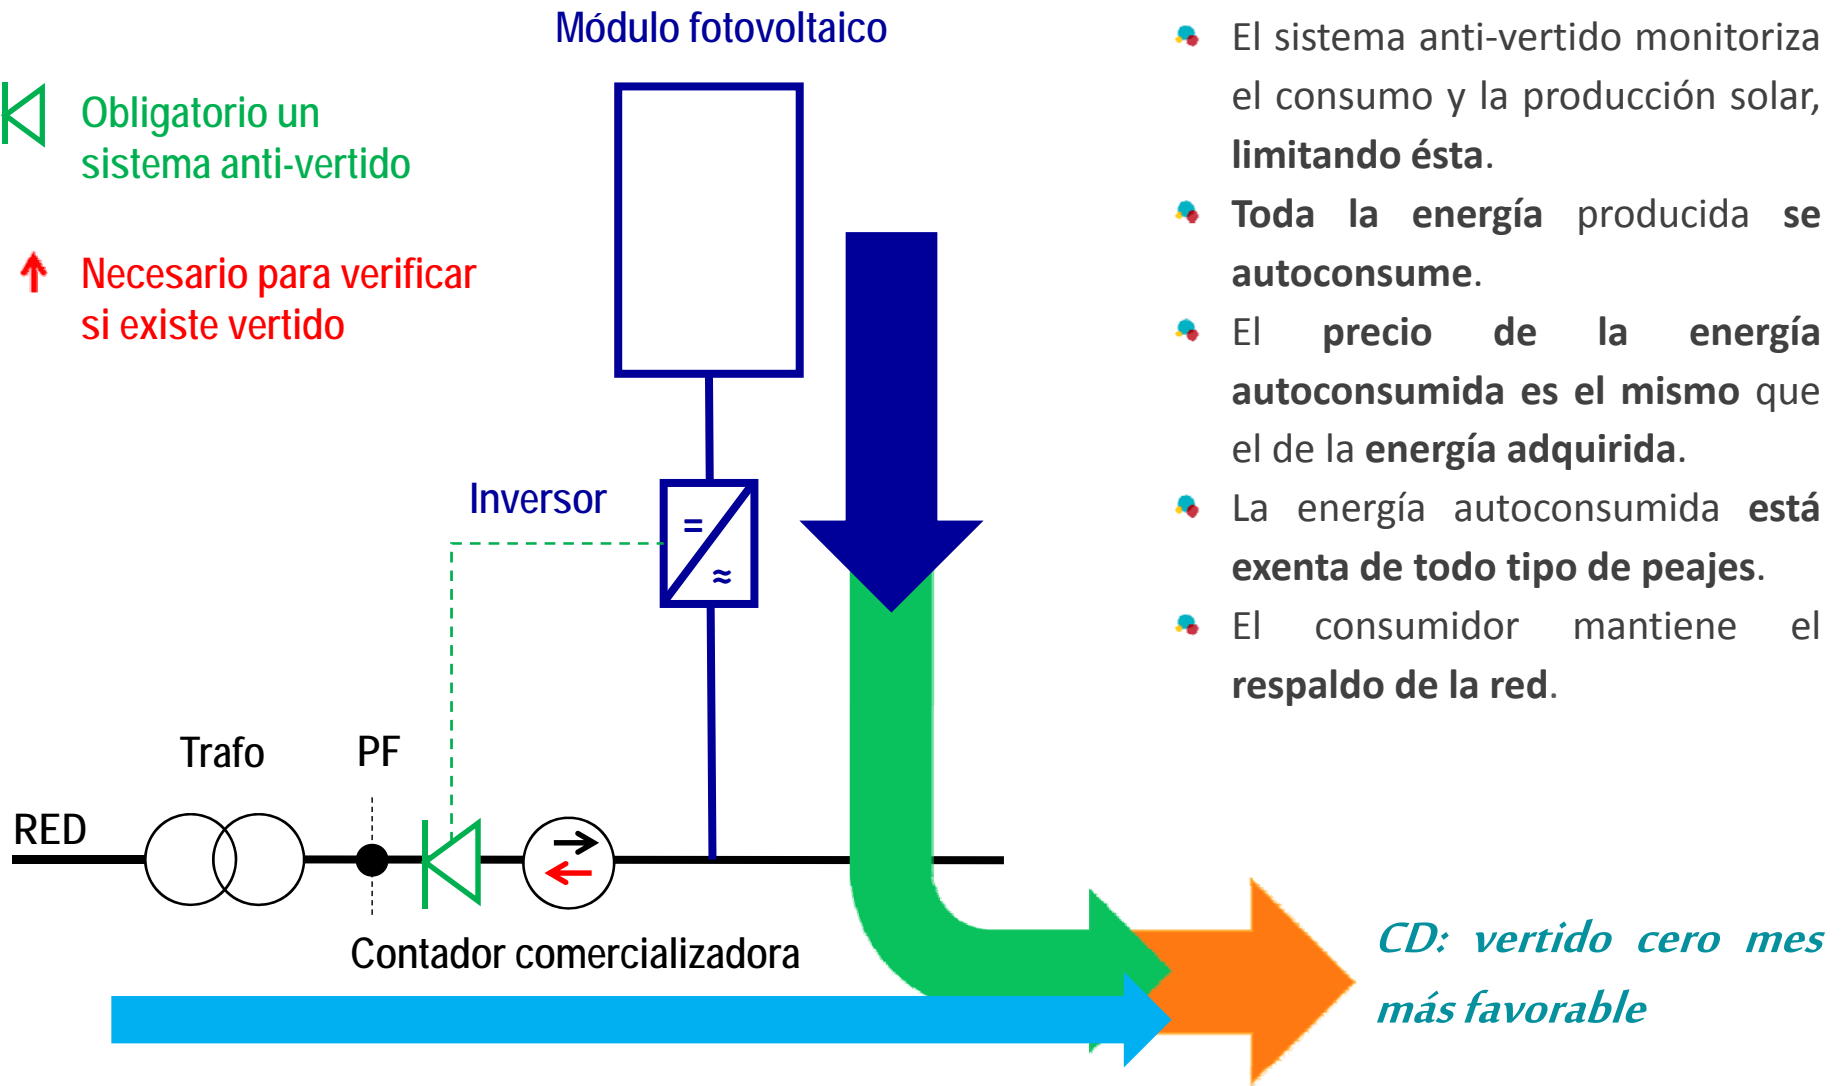 Módulo fotovoltaico
Obligatorio un
sistema anti-vertido
Necesario para verificar
si existe vertido
Inversor
=
≈
Trafo
PF
RED
Contador comercializadora
El sistema anti-vertido monitoriza
el consumo y la producción solar,
limitando ésta.
Toda la energía producida se
autoconsume.
El precio de la energía
autoconsumida es el mismo que
el de la energía adquirida.
La energía autoconsumida está
exenta de todo tipo de peajes.
El consumidor mantiene el
respaldo de la red.
CD: vertido cero mes
más favorable